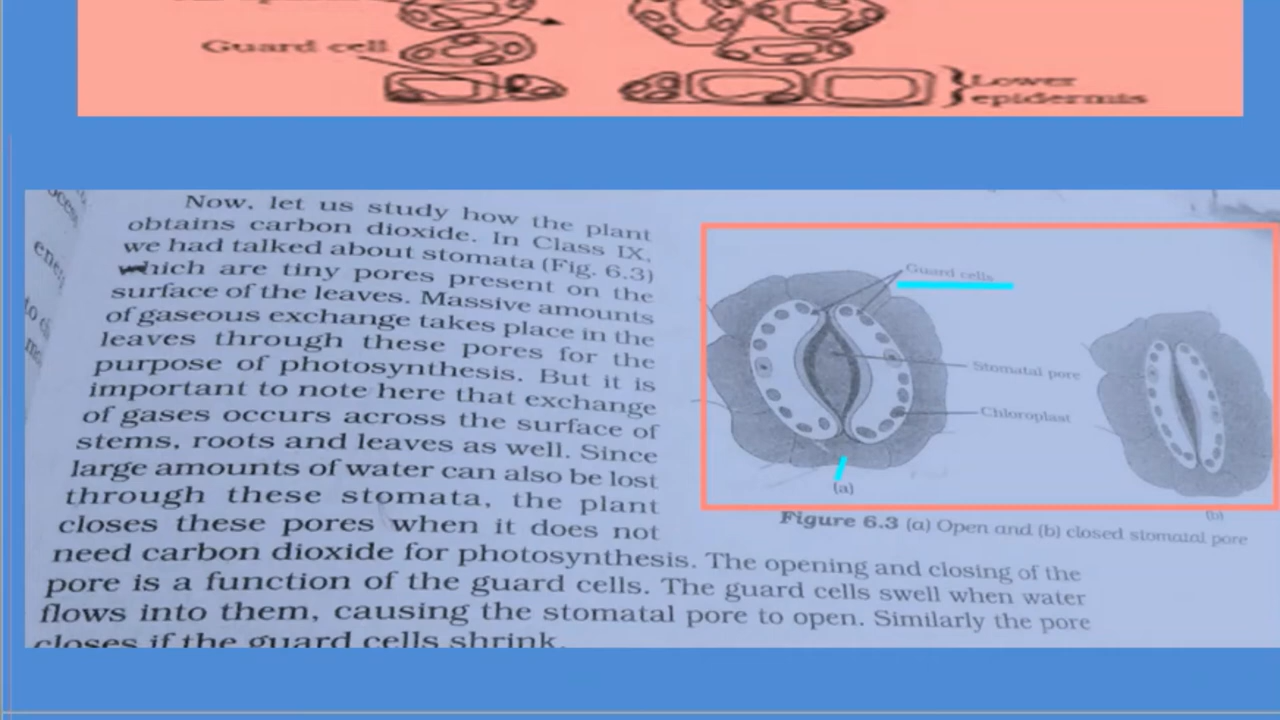 Guard cell
Lower
epidermis
Now, let us study how the plant
obtains carbon dioxide. In Class IX,
we had talked about stomata (Fig. 6.3)
which are tiny pores present on the
surface of the leaves. Massive amounts
of gaseous exchange takes place in the
leaves through these pores for the
purpose of photosynthesis. But it is
important to note here that exchange
of gases occurs across the surface of
stems, roots and leaves as well. Since
large amounts of water can also be lost
through these stomata, the plant
closes these pores when it does not
need carbon dioxide for photosynthesis. The opening and closing of the
pore is a function of the guard cells. The guard cells swell when water
flows into them, causing the stomatal pore to open. Similarly the pore
closes if the guard cells shrink.
Guard cells
Stomatal pore
Chloroplast
(a)
(b)
Figure 6.3 (a) Open and (b) closed stomatal pore